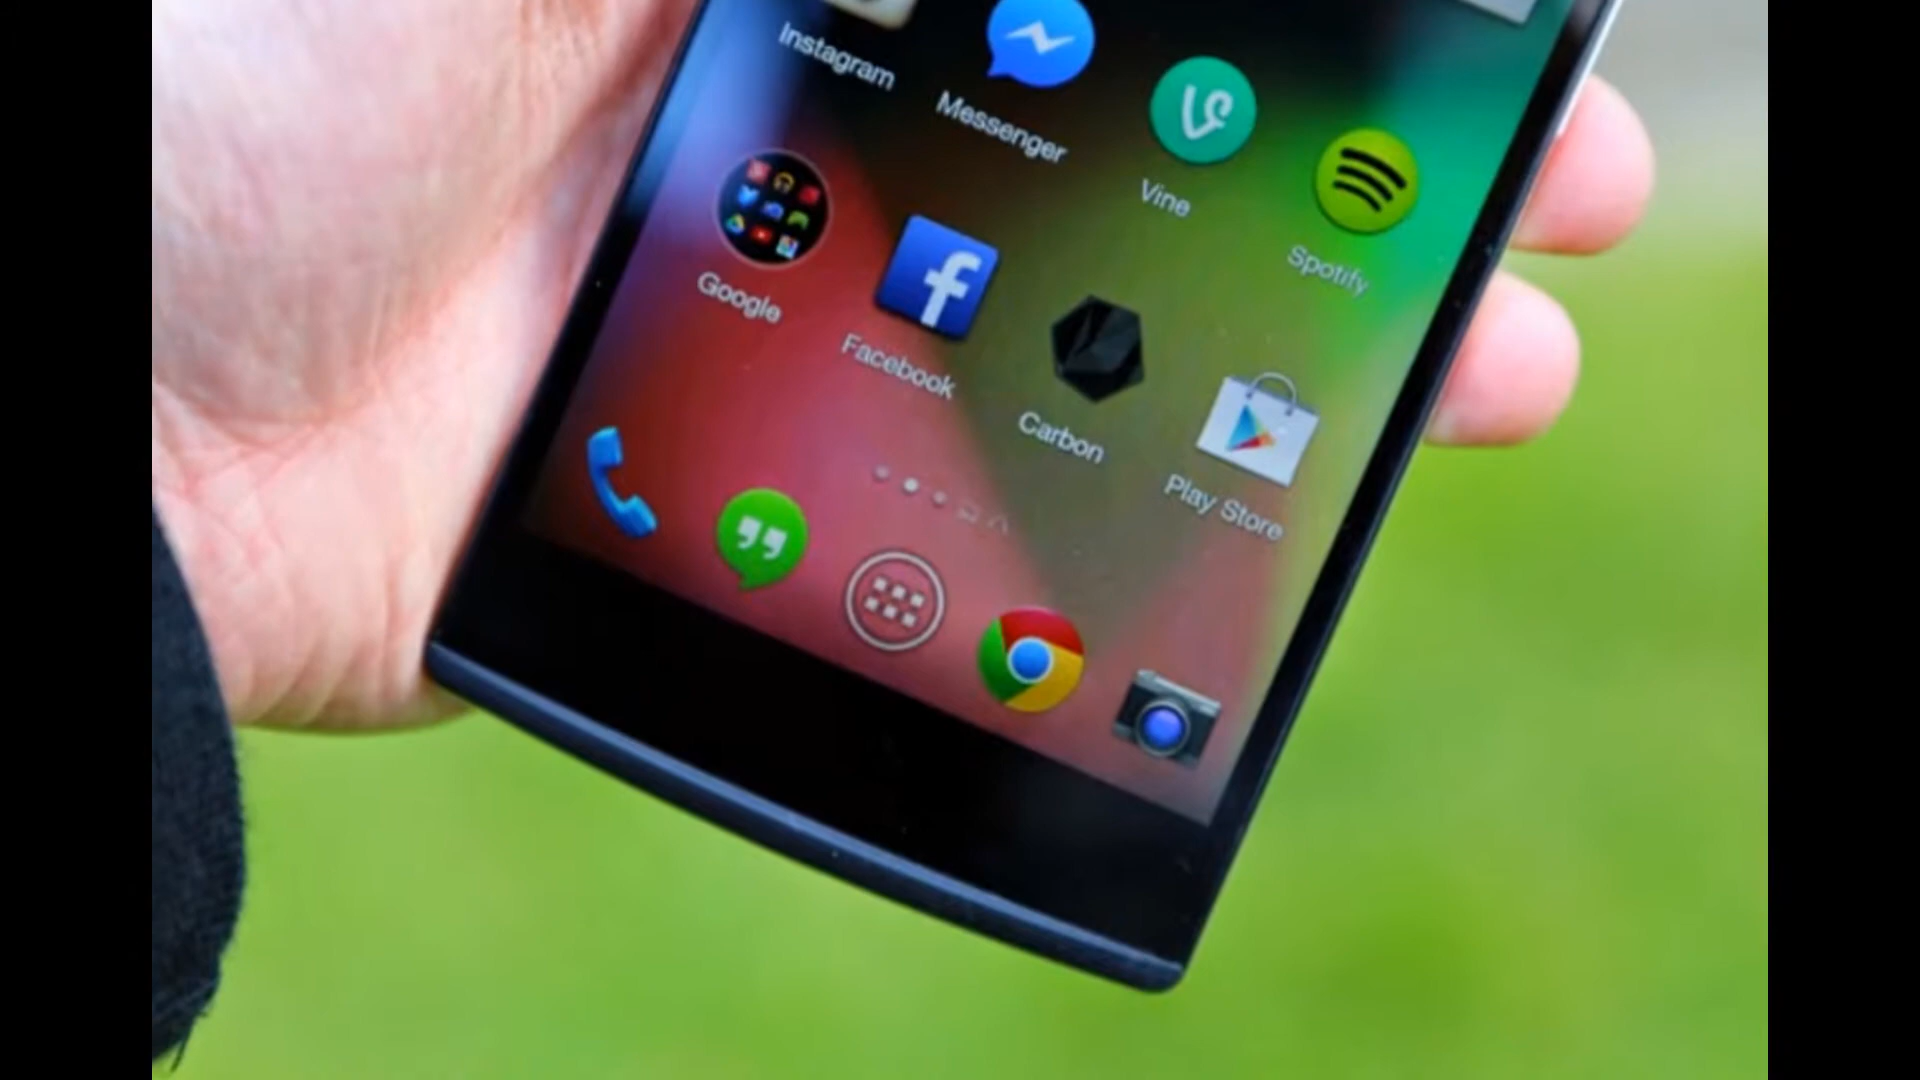 Instagram
Messenger
Vine
Spotify
Google
Facebook
Carbon
Play Store